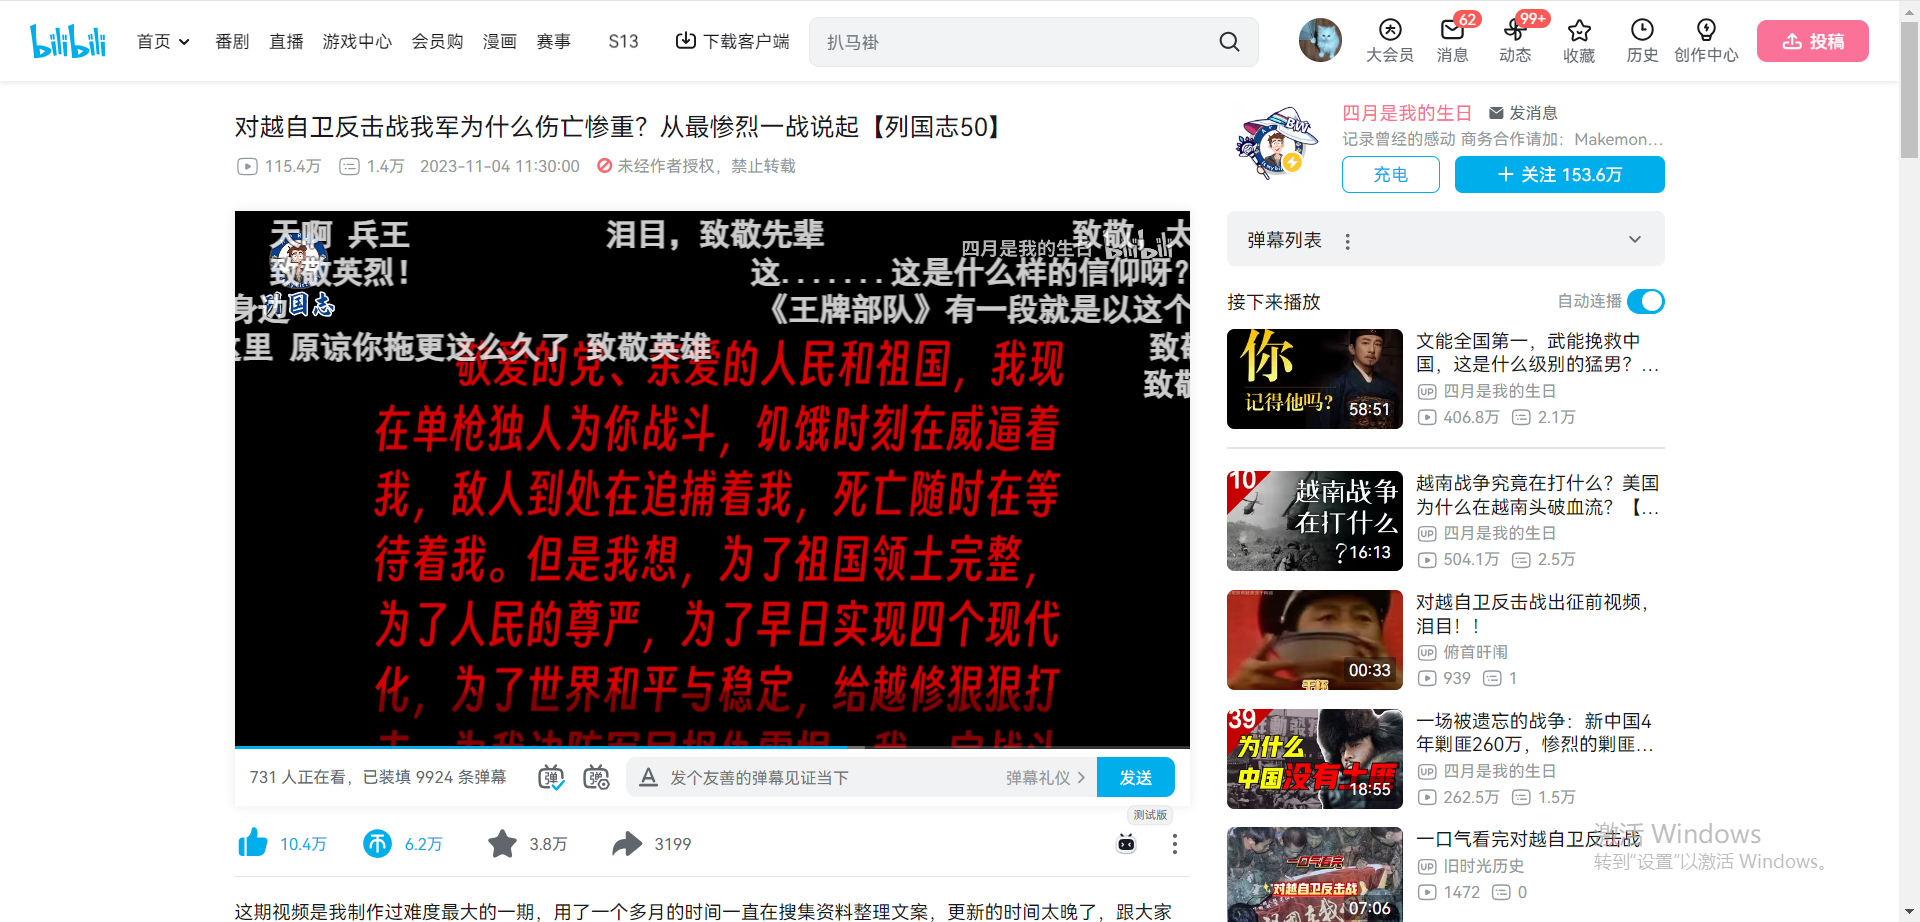 bilibili
首页 番剧 直播 游戏中心 会员购 漫画 赛事 S13 下载客户端
扒马褂
大会员 消息 动态 收藏 历史 创作中心 投稿
62 99+
对越自卫反击战我军为什么伤亡惨重？从最惨烈一战说起【列国志50】
115.4万 1.4万 2023-11-04 11:30:00 未经作者授权，禁止转载
天啊 兵王
泪目，致敬先辈
致敬，太
四月是我的生日 bilibili
致敬英烈！
这.......这是什么样的信仰呀?
身边
列国志
《王牌部队》有一段就是以这个
这里 原谅你拖更这么久了 致敬英雄
致敬
致敬
敬爱的党、亲爱的人民和祖国，我现
在单枪独人为你战斗，饥饿时刻在威逼着
我，敌人到处在追捕着我，死亡随时在等
待着我。但是我想，为了祖国领土完整，
为了人民的尊严，为了早日实现四个现代
化，为了世界和平与稳定，给越修狠狠打
731 人正在看，已装填 9924 条弹幕
发个友善的弹幕见证当下
弹幕礼仪 >
发送
测试版
10.4万 6.2万 3.8万 3199
这期视频是我制作过难度最大的一期，用了一个多月的时间一直在搜集资料整理文案，更新的时间太晚了，跟大家
四月是我的生日 发消息
记录曾经的感动 商务合作请加：Makemon...
充电
+ 关注 153.6万
弹幕列表
接下来播放
自动连播
你
记得他吗?
58:51
文能全国第一，武能挽救中
国，这是什么级别的猛男？...
UP 四月是我的生日
406.8万 2.1万
10
越南战争
在打什么
?
16:13
越南战争究竟在打什么？美国
为什么在越南头破血流？【...
UP 四月是我的生日
504.1万 2.5万
00:33
对越自卫反击战出征前视频，
泪目！！
UP 俯首旰闱
939 1
39
为什么
中国没有土匪
18:55
一场被遗忘的战争：新中国4
年剿匪260万，惨烈的剿匪...
UP 四月是我的生日
262.5万 1.5万
一口气看完
对越自卫反击战
07:06
一口气看完对越自卫反击战
UP 旧时光历史
1472 0
激活 Windows
转到“设置”以激活 Windows。